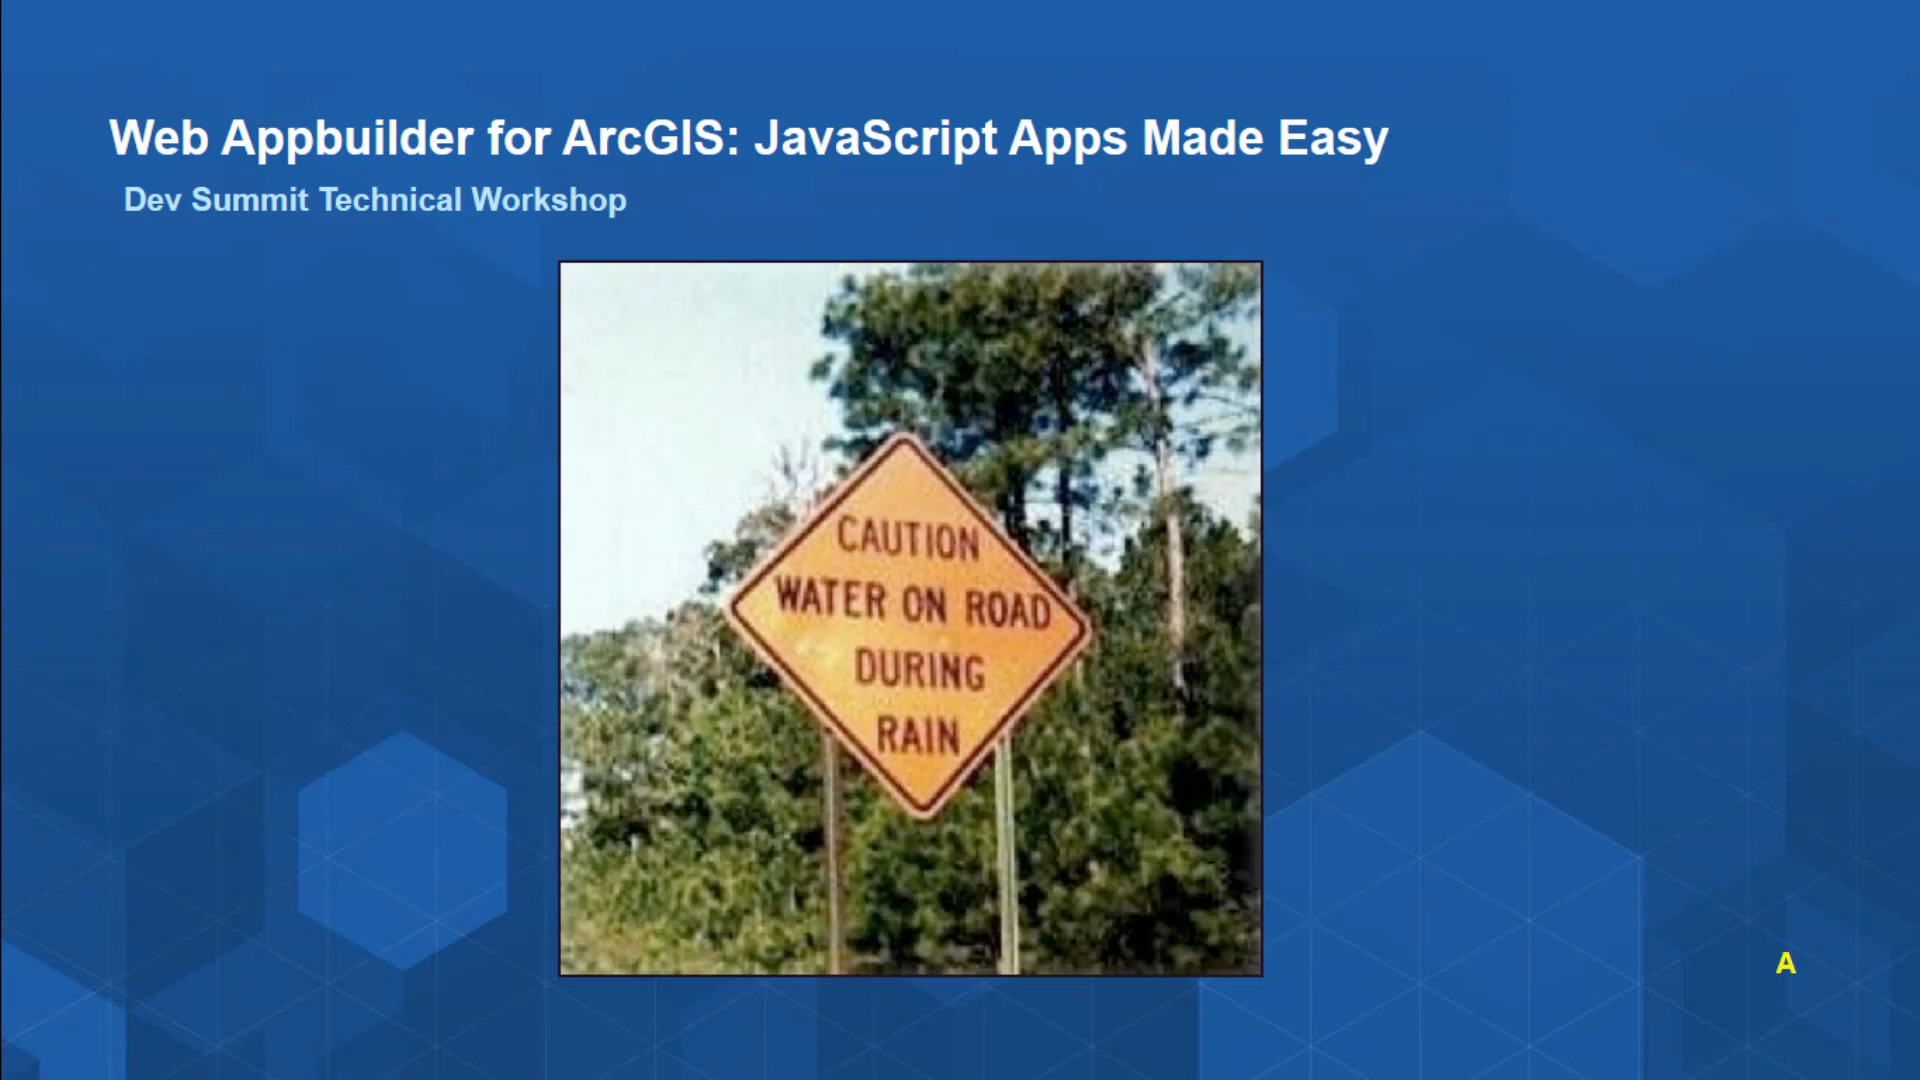 Web Appbuilder for ArcGIS: JavaScript Apps Made Easy
Dev Summit Technical Workshop
CAUTION
WATER ON ROAD
DURING
RAIN
A